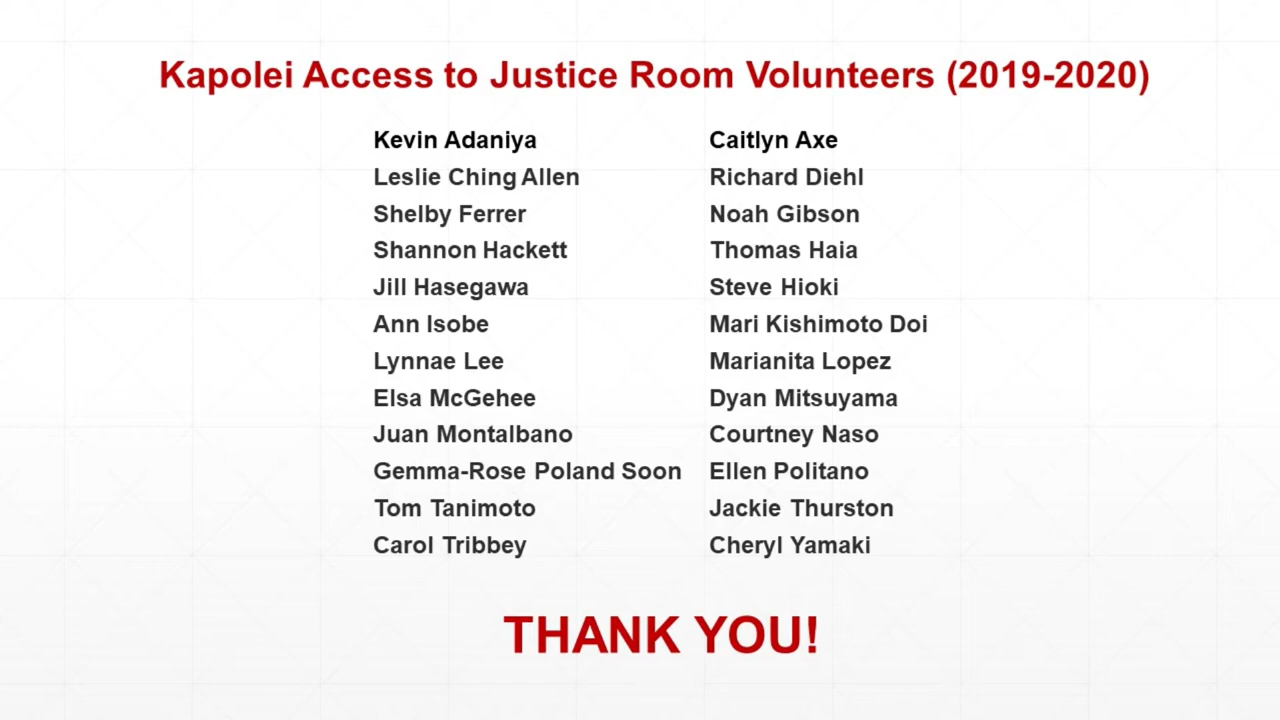 Kapolei Access to Justice Room Volunteers (2019-2020)
Kevin Adaniya
Leslie Ching Allen
Shelby Ferrer
Shannon Hackett
Jill Hasegawa
Ann Isobe
Lynnae Lee
Elsa McGehee
Juan Montalbano
Gemma-Rose Poland Soon
Tom Tanimoto
Carol Tribbey
Caitlyn Axe
Richard Diehl
Noah Gibson
Thomas Haia
Steve Hioki
Mari Kishimoto Doi
Marianita Lopez
Dyan Mitsuyama
Courtney Naso
Ellen Politano
Jackie Thurston
Cheryl Yamaki
THANK YOU!